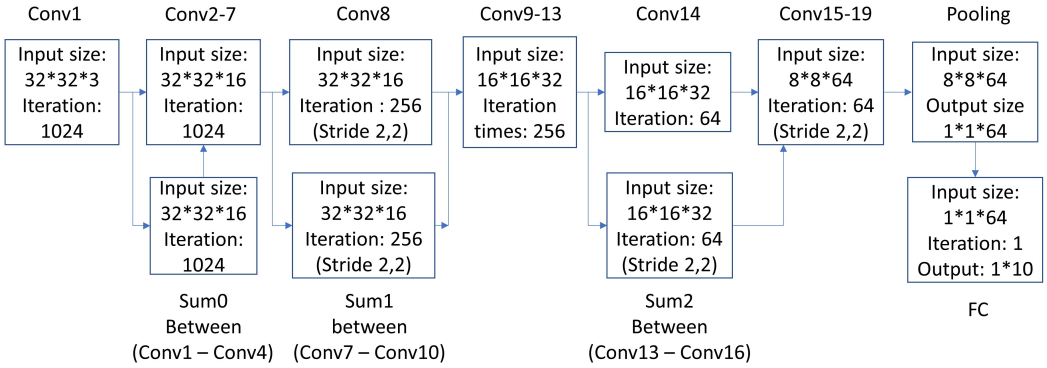 Conv1
Conv2-7
Conv8
Conv9-13
Conv14
Conv15-19
Pooling
Input size:
32*32*3
Iteration:
1024
Input size:
32*32*16
Iteration:
1024
Input size:
32*32*16
Iteration : 256
(Stride 2,2)
Input size:
16*16*32
Iteration
times: 256
Input size:
16*16*32
Iteration: 64
Input size:
8*8*64
Iteration: 64
(Stride 2,2)
Input size:
8*8*64
Output size
1*1*64
Input size:
32*32*16
Iteration:
1024
Input size:
32*32*16
Iteration: 256
(Stride 2,2)
Input size:
16*16*32
Iteration: 64
(Stride 2,2)
Input size:
1*1*64
Iteration: 1
Output: 1*10
Sum0
Between
(Conv1 – Conv4)
Sum1
between
(Conv7 – Conv10)
Sum2
Between
(Conv13 – Conv16)
FC